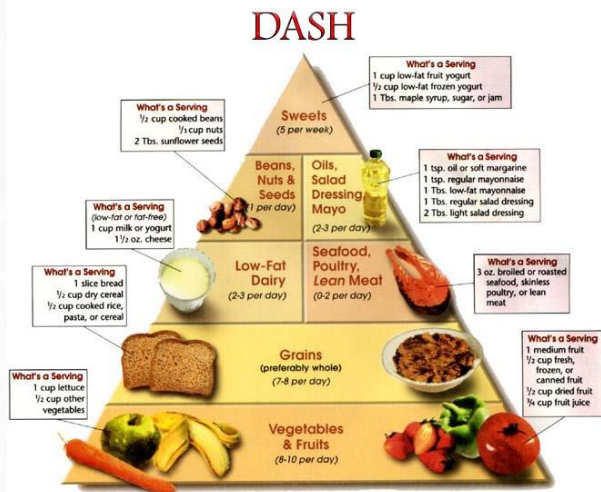 DASH
What's a Serving
1 cup low-fat fruit yogurt
1/2 cup low-fat frozen yogurt
1 Tbs. maple syrup, sugar, or jam
Sweets
(5 per week)
What's a Serving
1/2 cup cooked beans
1/3 cup nuts
2 Tbs. sunflower seeds
Beans,
Nuts &
Seeds
(1 per day)
Oils,
Salad
Dressing,
Mayo
(2-3 per day)
What's a Serving
1 tsp. oil or soft margarine
1 tsp. regular mayonnaise
1 Tbs. low-fat mayonnaise
1 Tbs. regular salad dressing
2 Tbs. light salad dressing
What's a Serving
(low-fat or fat-free)
1 cup milk or yogurt
1 1/2 oz. cheese
Low-Fat
Dairy
(2-3 per day)
Seafood,
Poultry,
Lean Meat
(0-2 per day)
What's a Serving
3 oz. broiled or roasted
seafood, skinless
poultry, or lean
meat
What's a Serving
1 slice bread
1/2 cup dry cereal
1/2 cup cooked rice,
pasta, or cereal
Grains
(preferably whole)
(7-8 per day)
What's a Serving
1 cup lettuce
1/2 cup other
vegetables
Vegetables
& Fruits
(8-10 per day)
What's a Serving
1 medium fruit
1/2 cup fresh,
frozen, or
canned fruit
1/2 cup dried fruit
3/4 cup fruit juice